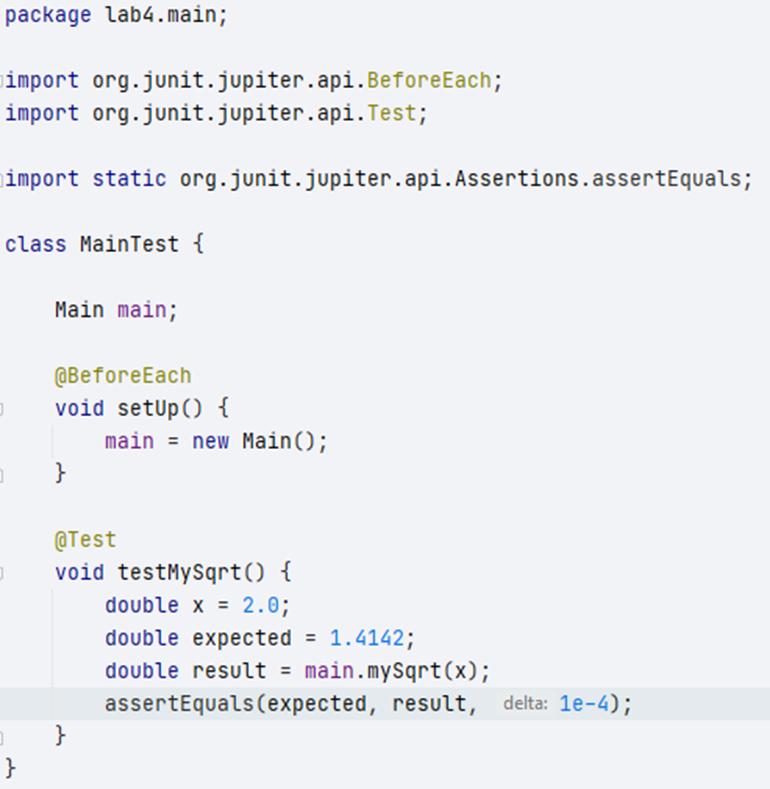 package lab4.main;
import org.junit.jupiter.api.BeforeEach;
import org.junit.jupiter.api.Test;
import static org.junit.jupiter.api.Assertions.assertEquals;
class MainTest {
Main main;
@BeforeEach
void setUp() {
main = new Main();
}
@Test
void testMySqrt() {
double x = 2.0;
double expected = 1.4142;
double result = main.mySqrt(x);
assertEquals(expected, result, delta: 1e-4);
}
}